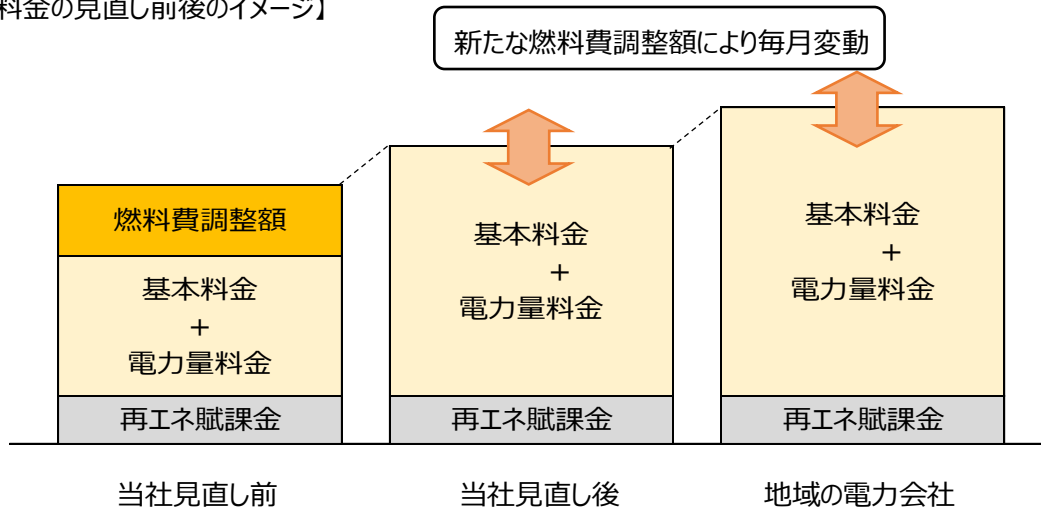 料金の見直し前後のイメージ】
新たな燃料費調整額により毎月変動
燃料費調整額
基本料金
+
電力量料金
再エネ賦課金
基本料金
+
電力量料金
再エネ賦課金
基本料金
+
電力量料金
再エネ賦課金
当社見直し前
当社見直し後
地域の電力会社